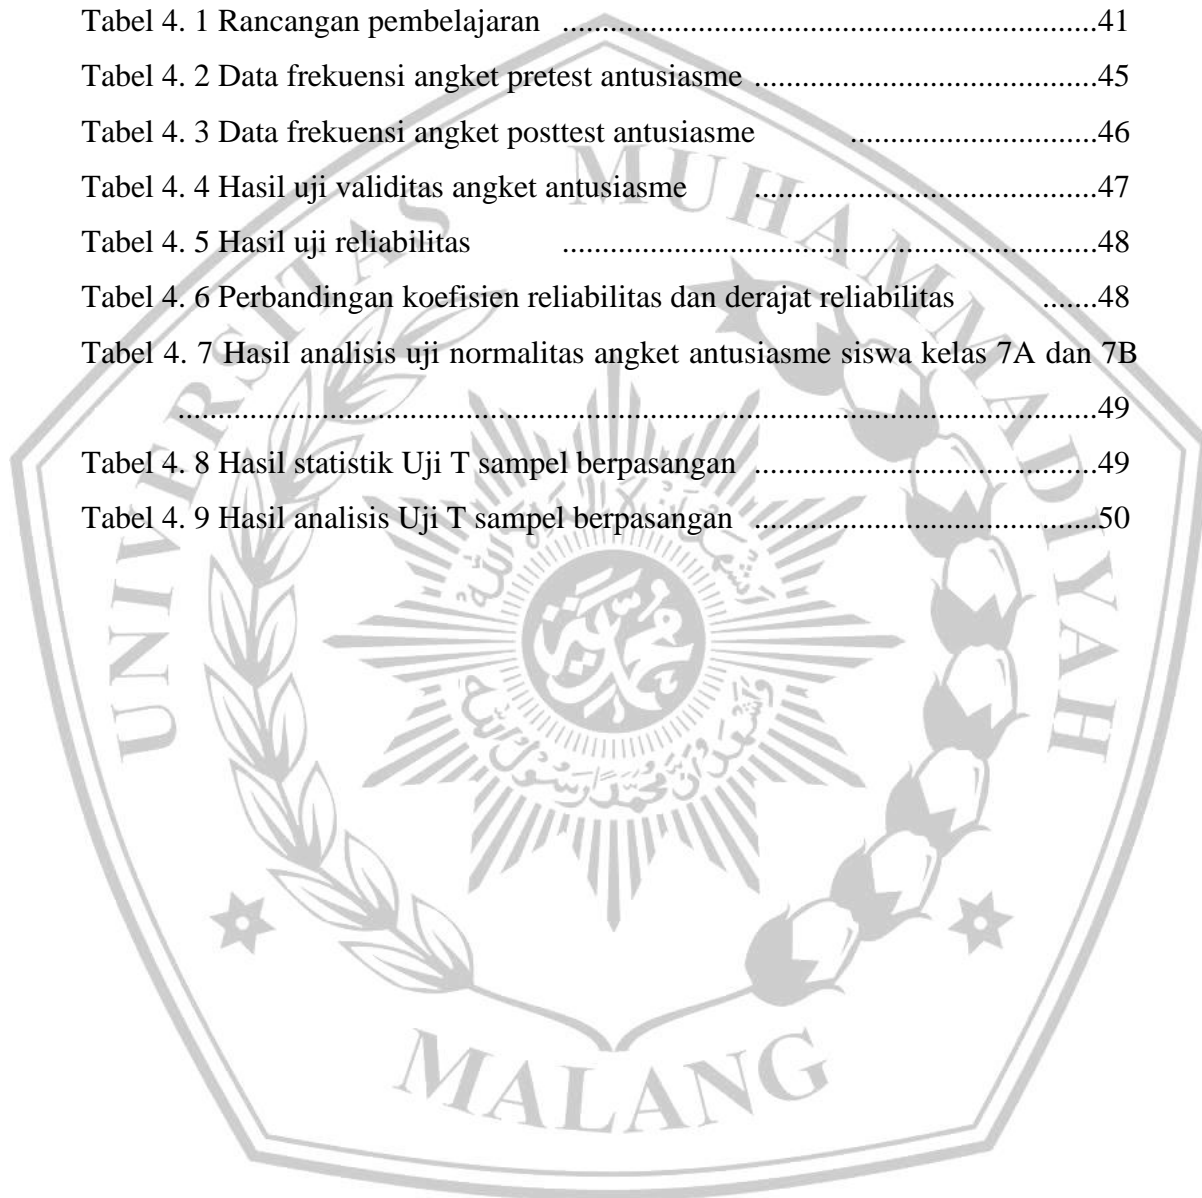 Tabel 4. 1 Rancangan pembelajaran ..................................................................41
Tabel 4. 2 Data frekuensi angket pretest antusiasme ..........................................45
Tabel 4. 3 Data frekuensi angket posttest antusiasme ..............................46
Tabel 4. 4 Hasil uji validitas angket antusiasme ..........................................47
Tabel 4. 5 Hasil uji reliabilitas ..................................................................48
Tabel 4. 6 Perbandingan koefisien reliabilitas dan derajat reliabilitas .......48
Tabel 4. 7 Hasil analisis uji normalitas angket antusiasme siswa kelas 7A dan 7B
..................................................................................................................49
Tabel 4. 8 Hasil statistik Uji T sampel berpasangan ..........................................49
Tabel 4. 9 Hasil analisis Uji T sampel berpasangan ..........................................50
UNIVERSITAS MUHAMMADIYAH
MALANG